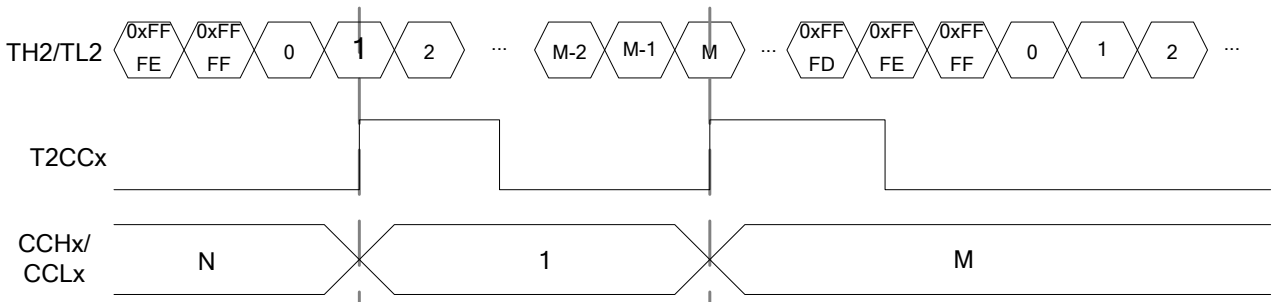 TH2/TL2 0xFF FE 0xFF FF 0 1 2 ... M-2 M-1 M ... 0xFF FD 0xFF FE 0xFF FF 0 1 2 ...
T2CCx
CCHx/
CCLx
N 1 M